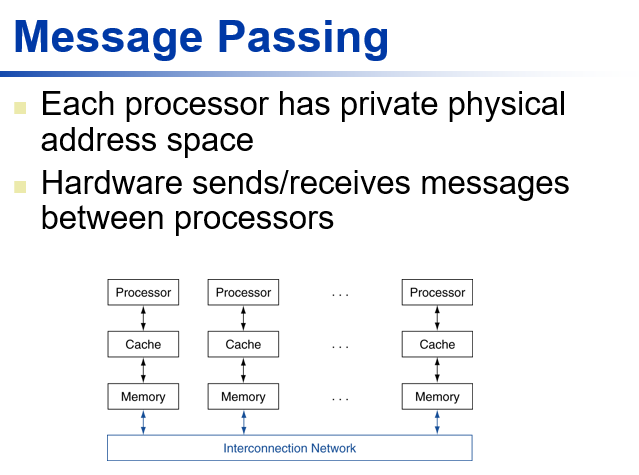 Message Passing
Each processor has private physical
address space
Hardware sends/receives messages
between processors
Processor Processor . . . Processor
Cache Cache . . . Cache
Memory Memory . . . Memory
Interconnection Network